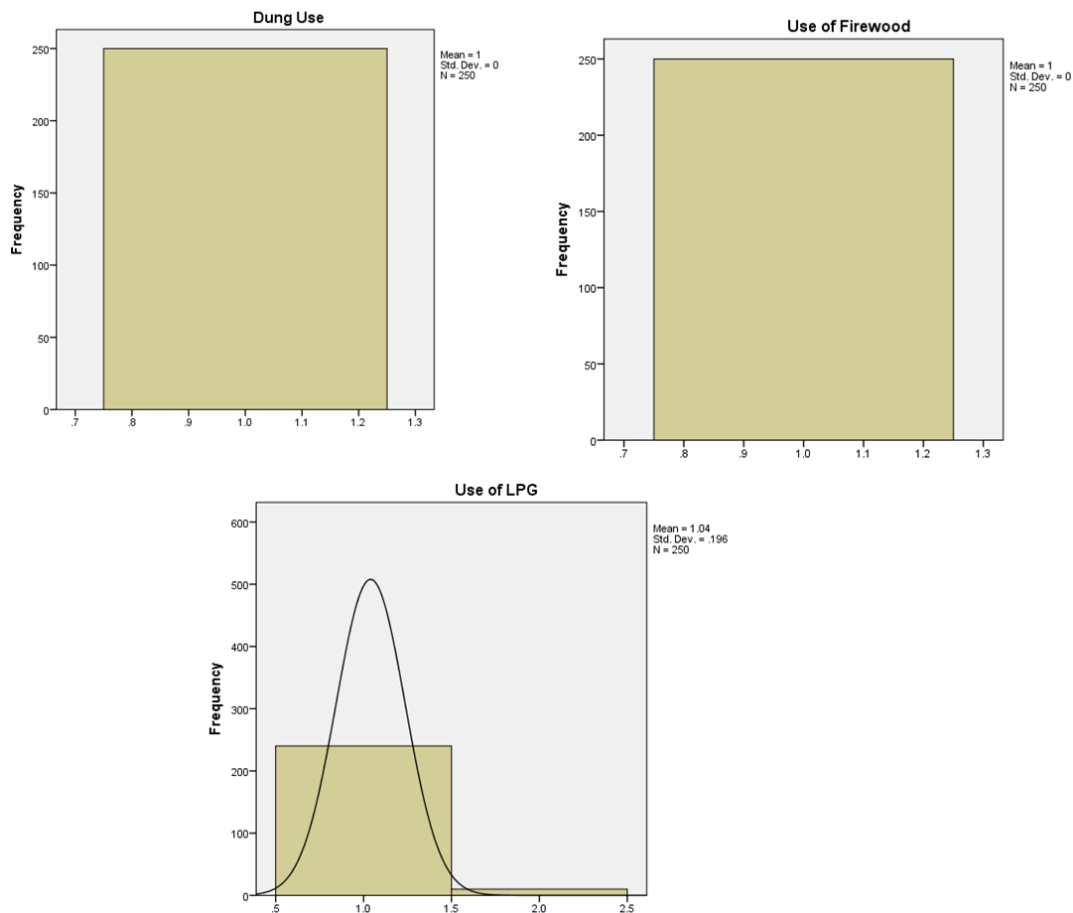 Dung Use
Mean = 1
Std. Dev. = 0
N = 250
Frequency
250
200
150
100
50
0
.7 .8 .9 1.0 1.1 1.2 1.3
Use of Firewood
Mean = 1
Std. Dev. = 0
N = 250
Frequency
250
200
150
100
50
0
.7 .8 .9 1.0 1.1 1.2 1.3
Use of LPG
Mean = 1.04
Std. Dev. = .196
N = 250
Frequency
600
500
400
300
200
100
0
.5 1.0 1.5 2.0 2.5